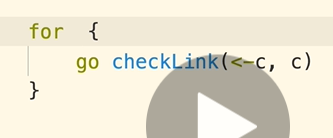 for {
go checkLink(<-c, c)
}